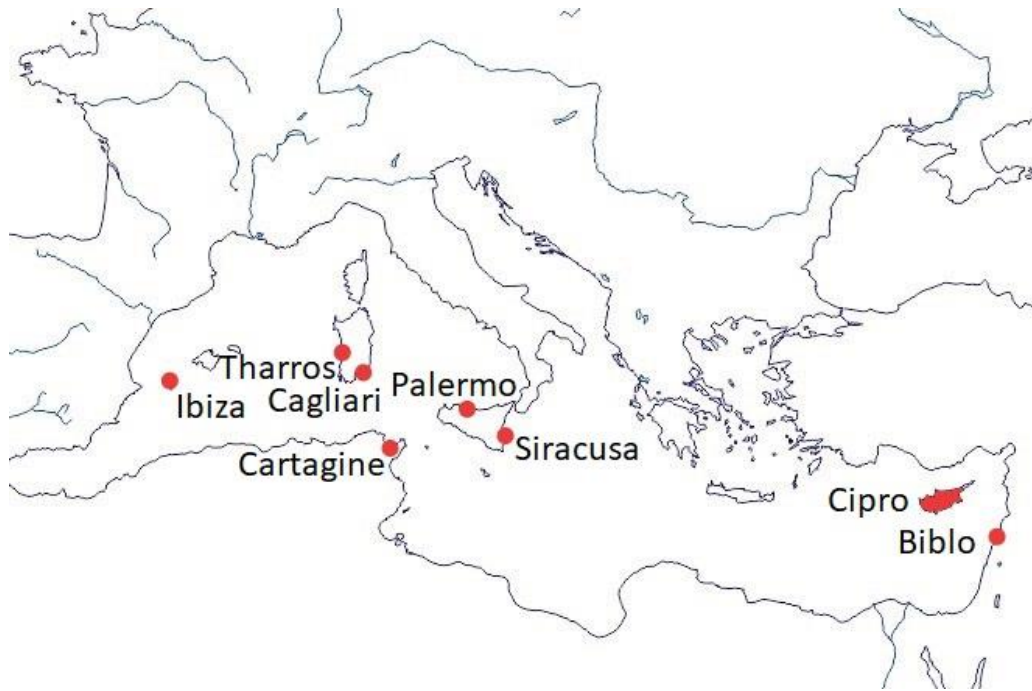 Tharros
Palermo
Cagliari
Ibiza
Siracusa
Cartagine
Cipro
Biblo